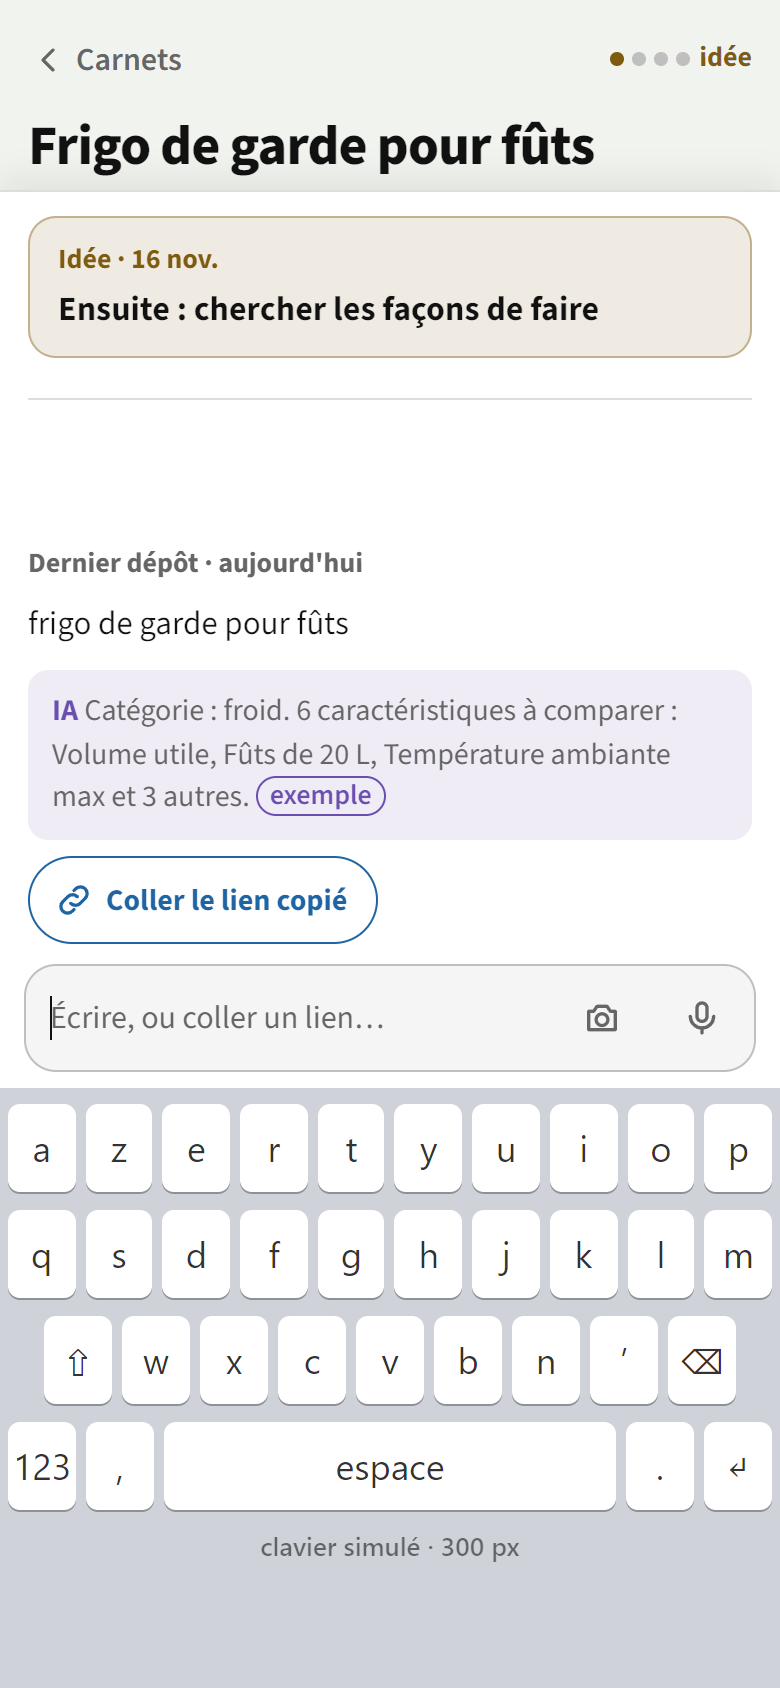 Carnets
idée
Frigo de garde pour fûts
Idée · 16 nov.
Ensuite : chercher les façons de faire
Dernier dépôt · aujourd'hui
frigo de garde pour fûts
IA Catégorie : froid. 6 caractéristiques à comparer :
Volume utile, Fûts de 20 L, Température ambiante
max et 3 autres. exemple
Coller le lien copié
Écrire, ou coller un lien…
a z e r t y u i o p
q s d f g h j k l m
⇧ w x c v b n ′ ⌫
123 , espace . ↵
clavier simulé · 300 px